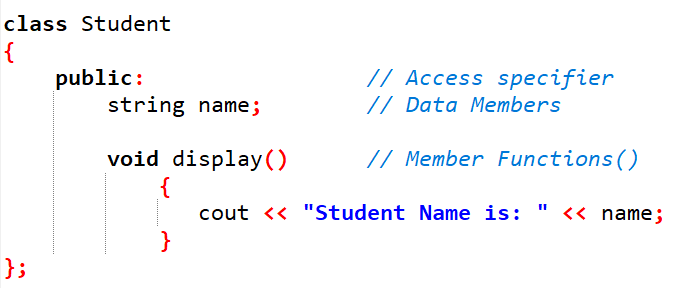 class Student
{
public: // Access specifier
string name; // Data Members
void display() // Member Functions()
{
cout << "Student Name is: " << name;
}
};